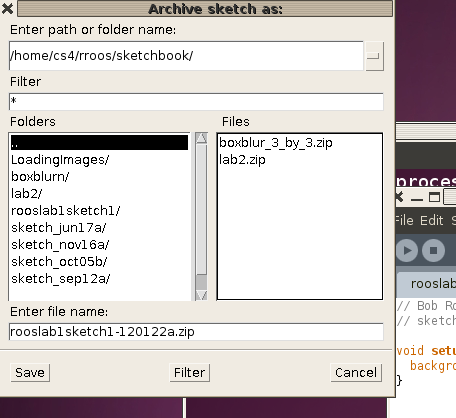 Archive sketch as:
Enter path or folder name:
/home/cs4/rroos/sketchbook/
Filter
*
Folders
Files
..
LoadingImages/
boxblurn/
lab2/
rooslab1sketch1/
sketch_jun17a/
sketch_nov16a/
sketch_oct05b/
sketch_sep12a/
boxblur_3_by_3.zip
lab2.zip
Enter file name:
rooslab1sketch1-120122a.zip
Save
Filter
Cancel
proces
File Edit S
rooslab
// Bob Ro
// sketch
void setu
backgro
}